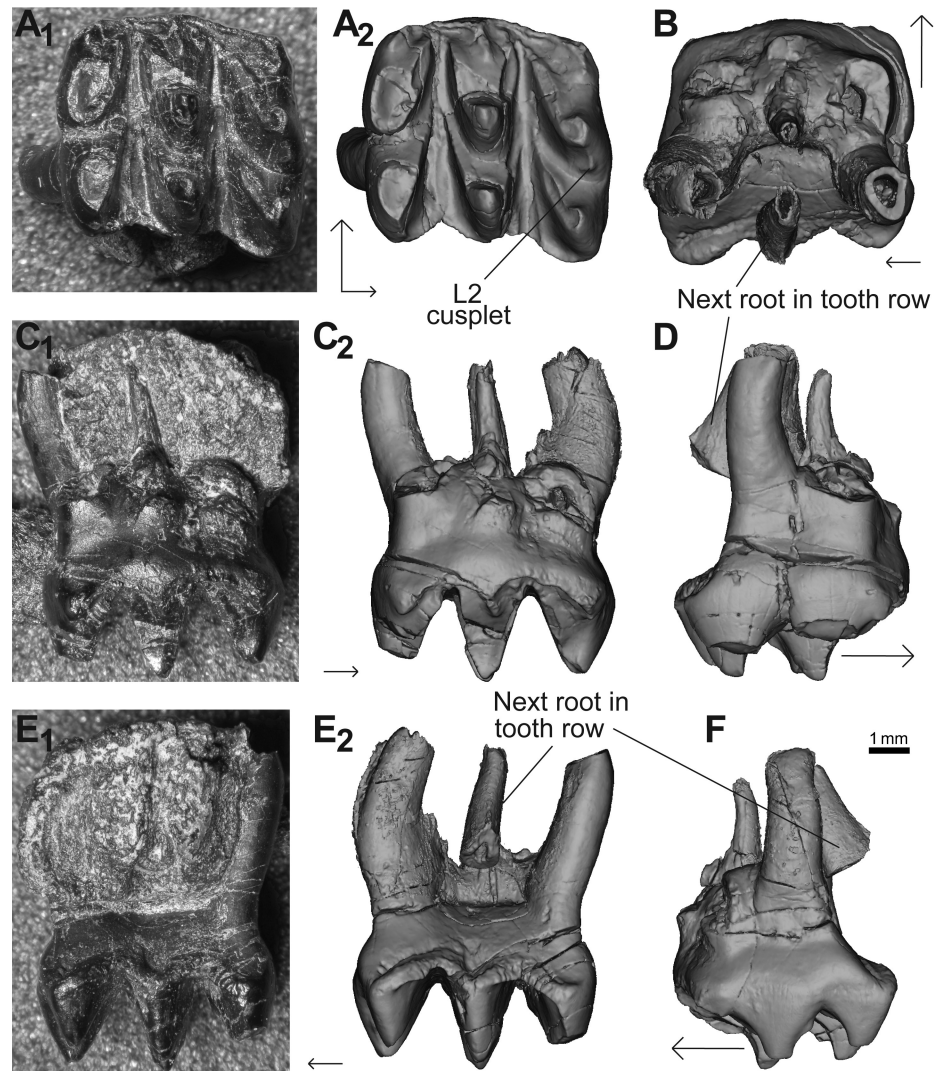 A1
A2
B
L2
cusplet
Next root in tooth row
C1
C2
D
Next root in
tooth row
E1
E2
F
1 mm